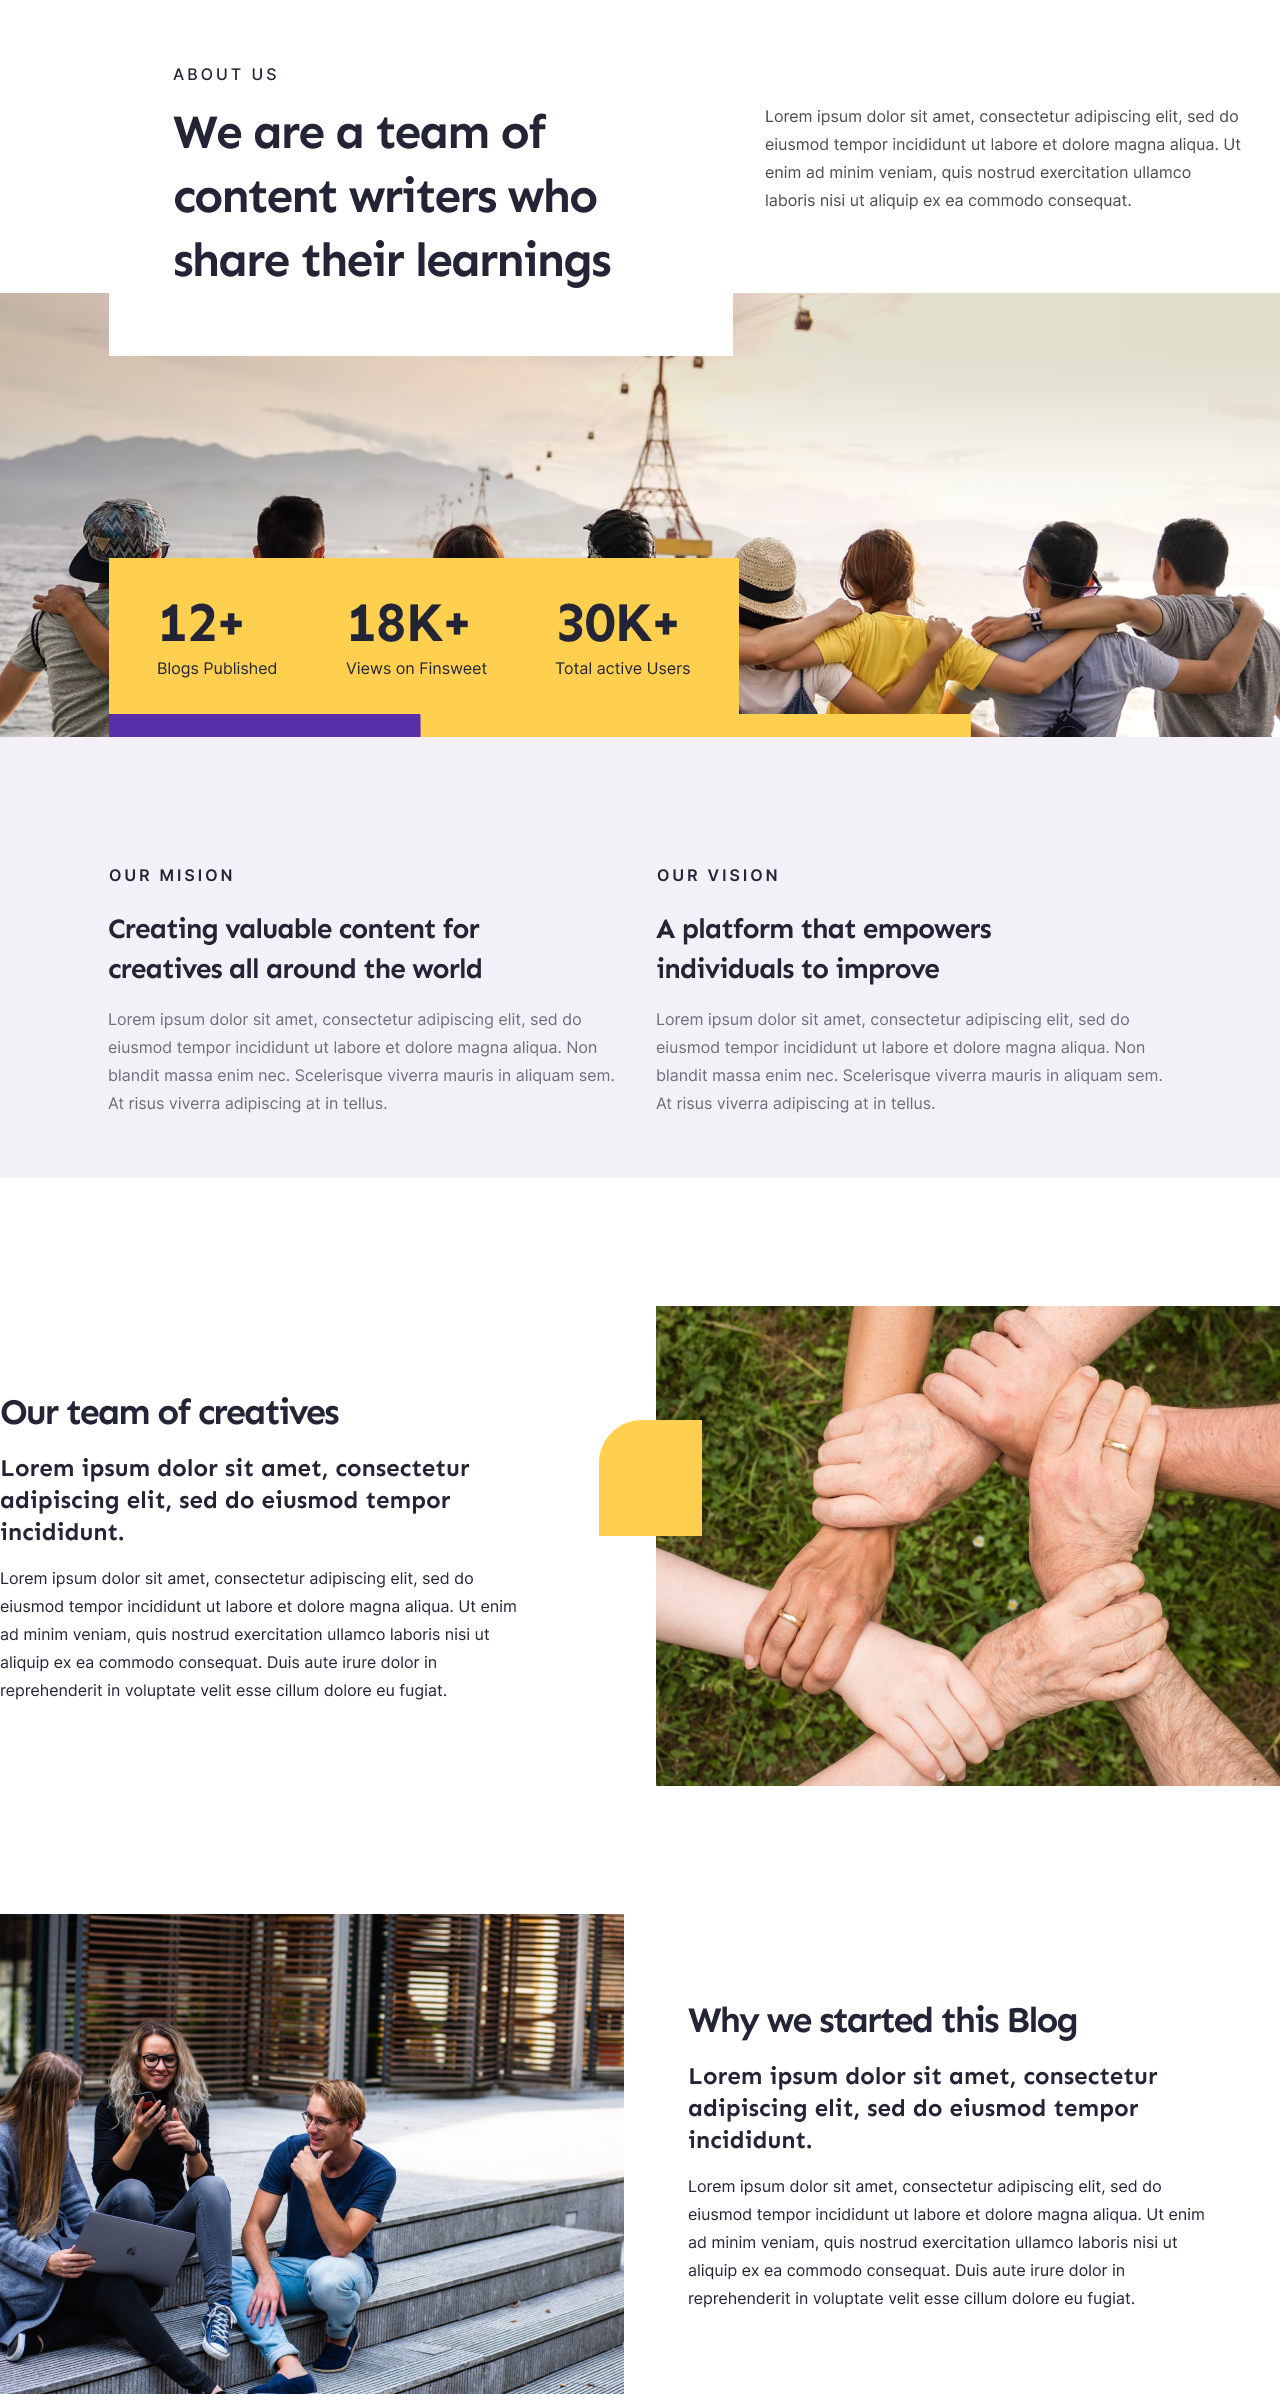 ABOUT US
We are a team of
content writers who
share their learnings
Lorem ipsum dolor sit amet, consectetur adipiscing elit, sed do
eiusmod tempor incididunt ut labore et dolore magna aliqua. Ut
enim ad minim veniam, quis nostrud exercitation ullamco
laboris nisi ut aliquip ex ea commodo consequat.
12+
Blogs Published
18K+
Views on Finsweet
30K+
Total active Users
OUR MISION
Creating valuable content for
creatives all around the world
Lorem ipsum dolor sit amet, consectetur adipiscing elit, sed do
eiusmod tempor incididunt ut labore et dolore magna aliqua. Non
blandit massa enim nec. Scelerisque viverra mauris in aliquam sem.
At risus viverra adipiscing at in tellus.
OUR VISION
A platform that empowers
individuals to improve
Lorem ipsum dolor sit amet, consectetur adipiscing elit, sed do
eiusmod tempor incididunt ut labore et dolore magna aliqua. Non
blandit massa enim nec. Scelerisque viverra mauris in aliquam sem.
At risus viverra adipiscing at in tellus.
Our team of creatives
Lorem ipsum dolor sit amet, consectetur
adipiscing elit, sed do eiusmod tempor
incididunt.
Lorem ipsum dolor sit amet, consectetur adipiscing elit, sed do
eiusmod tempor incididunt ut labore et dolore magna aliqua. Ut enim
ad minim veniam, quis nostrud exercitation ullamco laboris nisi ut
aliquip ex ea commodo consequat. Duis aute irure dolor in
reprehenderit in voluptate velit esse cillum dolore eu fugiat.
Why we started this Blog
Lorem ipsum dolor sit amet, consectetur
adipiscing elit, sed do eiusmod tempor
incididunt.
Lorem ipsum dolor sit amet, consectetur adipiscing elit, sed do
eiusmod tempor incididunt ut labore et dolore magna aliqua. Ut enim
ad minim veniam, quis nostrud exercitation ullamco laboris nisi ut
aliquip ex ea commodo consequat. Duis aute irure dolor in
reprehenderit in voluptate velit esse cillum dolore eu fugiat.